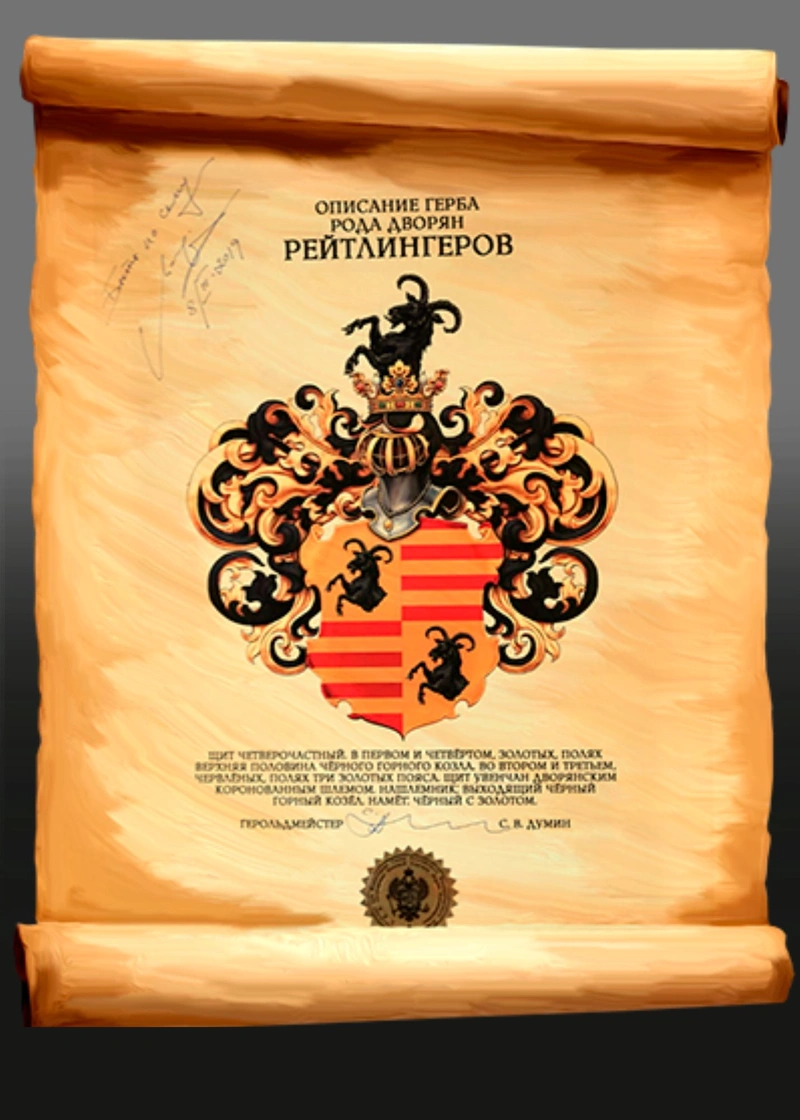 ОПИСАНИЕ ГЕРБА
РОДА ДВОРЯН
РЕЙТЛИНГЕРОВ
ЩИТ ЧЕТВЕРОЧАСТНЫЙ. В ПЕРВОМ И ЧЕТВЁРТОМ, ЗОЛОТЫХ, ПОЛЯХ
ВЕРХНЯЯ ПОЛОВИНА ЧЁРНОГО ГОРНОГО КОЗЛА. ВО ВТОРОМ И ТРЕТЬЕМ,
ЧЕРВЛЁНЫХ, ПОЛЯХ ТРИ ЗОЛОТЫХ ПОЯСА. ЩИТ УВЕНЧАН ДВОРЯНСКИМ
КОРОНОВАННЫМ ШЛЕМОМ. НАШЛЕМНИК: ВЫХОДЯЩИЙ ЧЁРНЫЙ
ГОРНЫЙ КОЗЁЛ. НАМЁТ: ЧЁРНЫЙ С ЗОЛОТОМ.
ГЕРОЛЬДМЕЙСТЕР С. В. ДУМИН